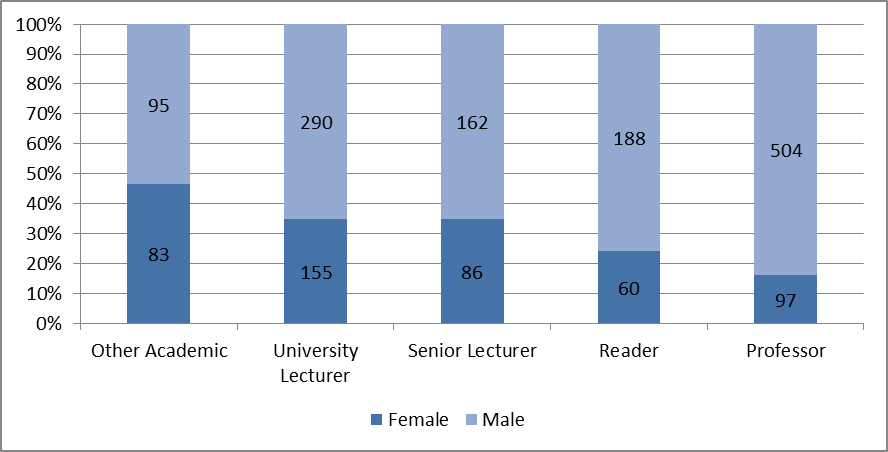 100%
90%
80%
70%
60%
50%
40%
30%
20%
10%
0%
95
290
162
188
504
83
155
86
60
97
Other Academic
University
Lecturer
Senior Lecturer
Reader
Professor
Female
Male